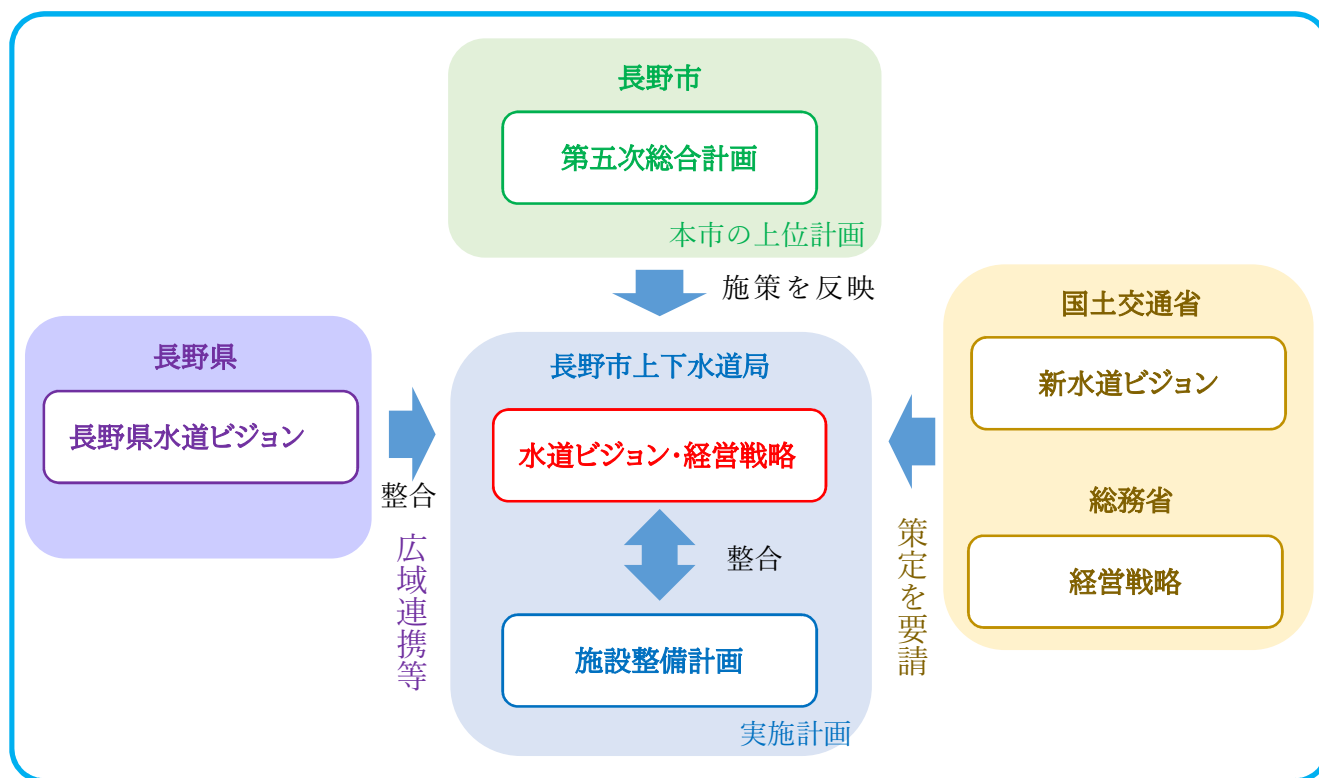 長野市
第五次総合計画
本市の上位計画
施策を反映
国土交通省
新水道ビジョン
総務省
経営戦略
策定を要請
長野県
長野県水道ビジョン
整合
広域連携等
長野市上下水道局
水道ビジョン・経営戦略
整合
施設整備計画
実施計画